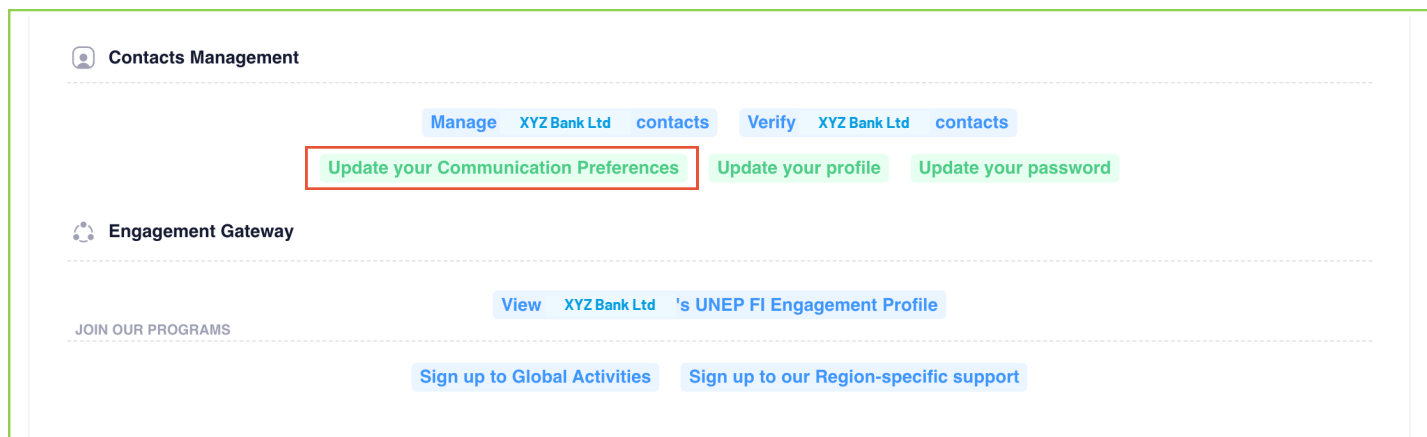 Contacts Management
Manage XYZ Bank Ltd contacts Verify XYZ Bank Ltd contacts
Update your Communication Preferences Update your profile Update your password
Engagement Gateway
View XYZ Bank Ltd 's UNEP FI Engagement Profile
JOIN OUR PROGRAMS
Sign up to Global Activities Sign up to our Region-specific support